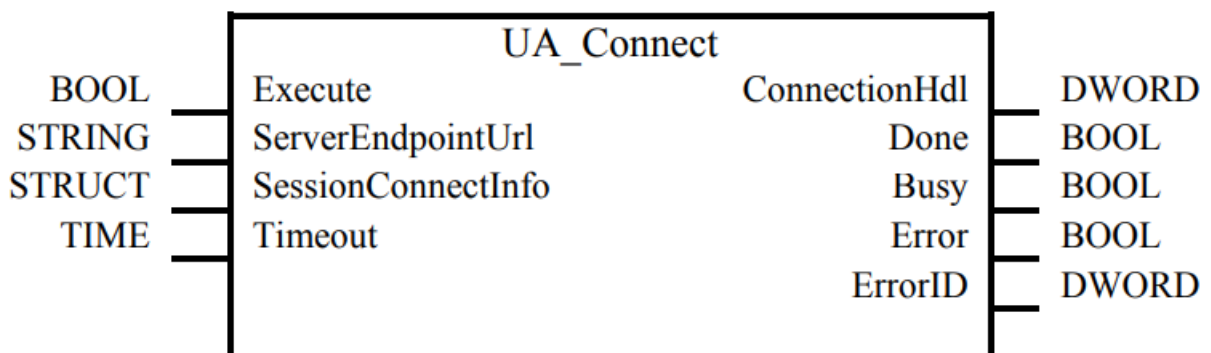 UA_Connect
BOOL Execute ConnectionHdl DWORD
STRING ServerEndpointUrl Done BOOL
STRUCT SessionConnectInfo Busy BOOL
TIME Timeout Error BOOL
ErrorID DWORD